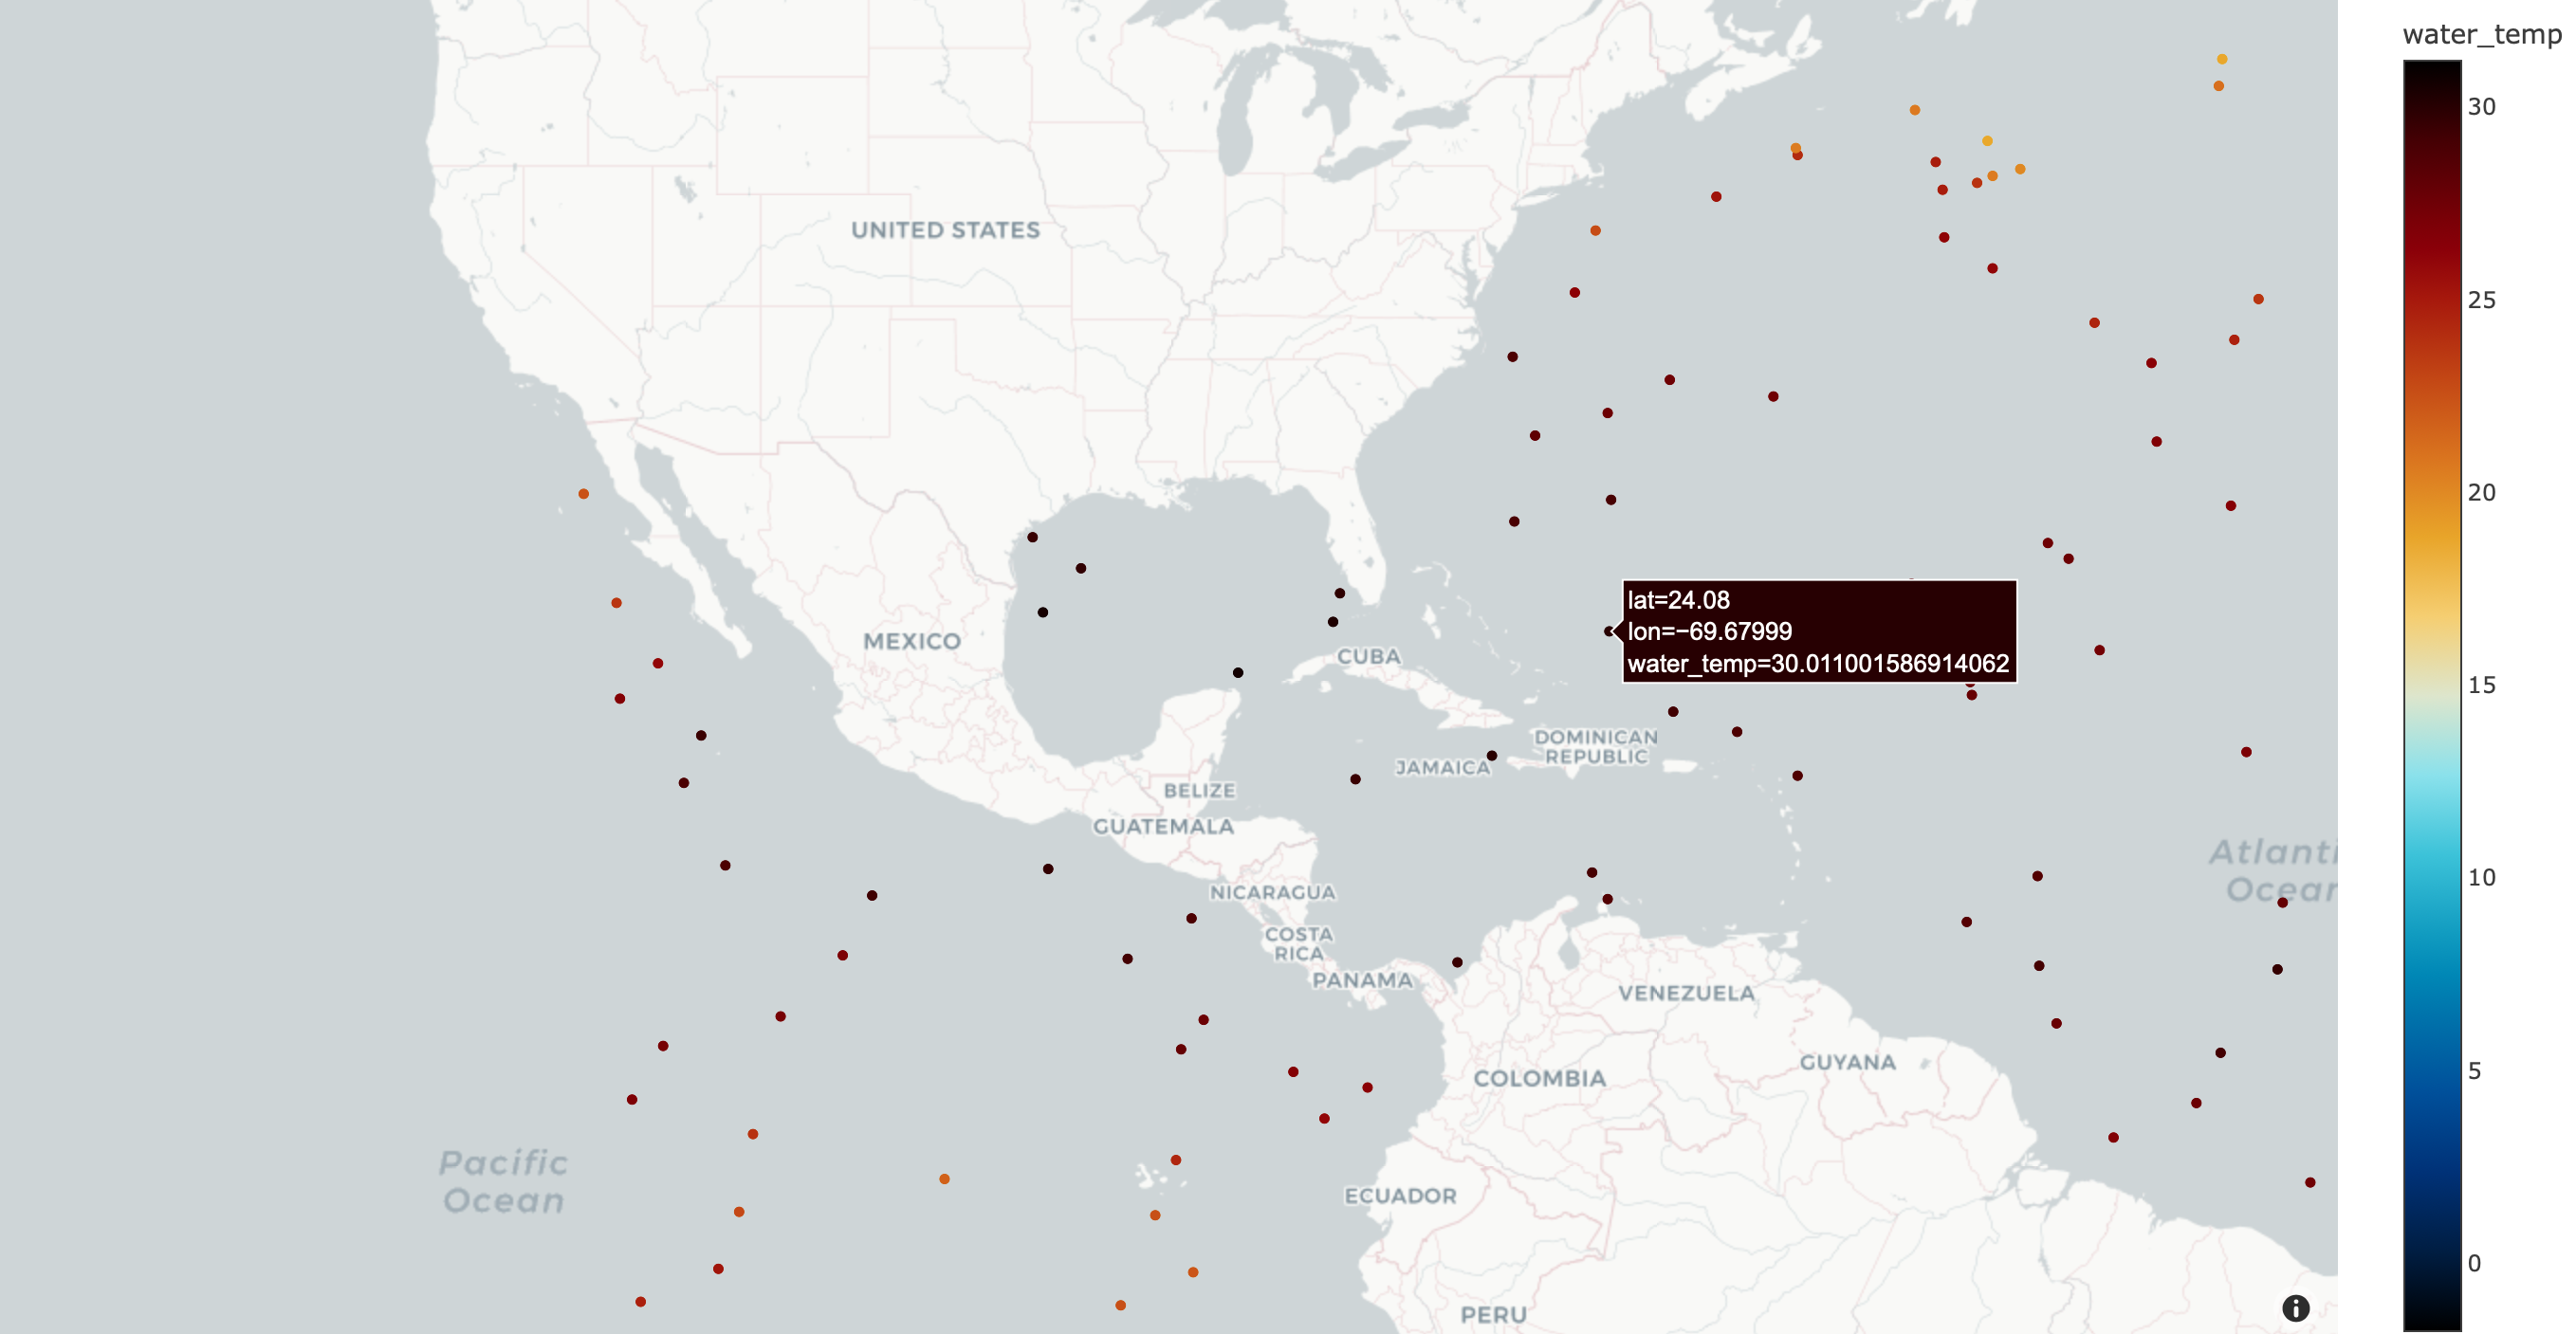 water_temp
30
25
20
15
10
5
0
UNITED STATES
MEXICO
CUBA
lat=24.08
lon=−69.67999
water_temp=30.011001586914062
DOMINICAN
REPUBLIC
JAMAICA
BELIZE
GUATEMALA
NICARAGUA
COSTA
RICA
PANAMA
VENEZUELA
GUYANA
COLOMBIA
ECUADOR
PERU
Pacific
Ocean
Atlanti
Ocear
i